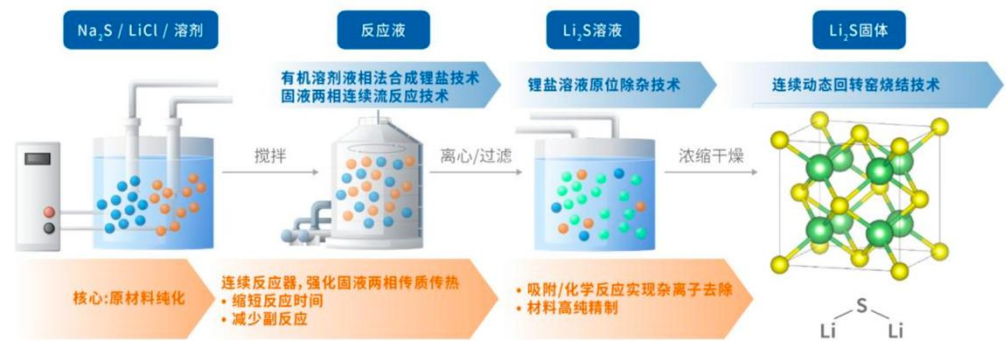 Na₂S / LiCl / 溶剂
反应液
Li₂S溶液
Li₂S固体
有机溶剂液相法合成锂盐技术
固液两相连续流反应技术
锂盐溶液原位除杂技术
连续动态回转窑烧结技术
搅拌
离心/过滤
浓缩干燥
核心:原材料纯化
连续反应器,强化固液两相传质传热
• 缩短反应时间
• 减少副反应
• 吸附/化学反应实现杂离子去除
• 材料高纯精制
S
Li Li